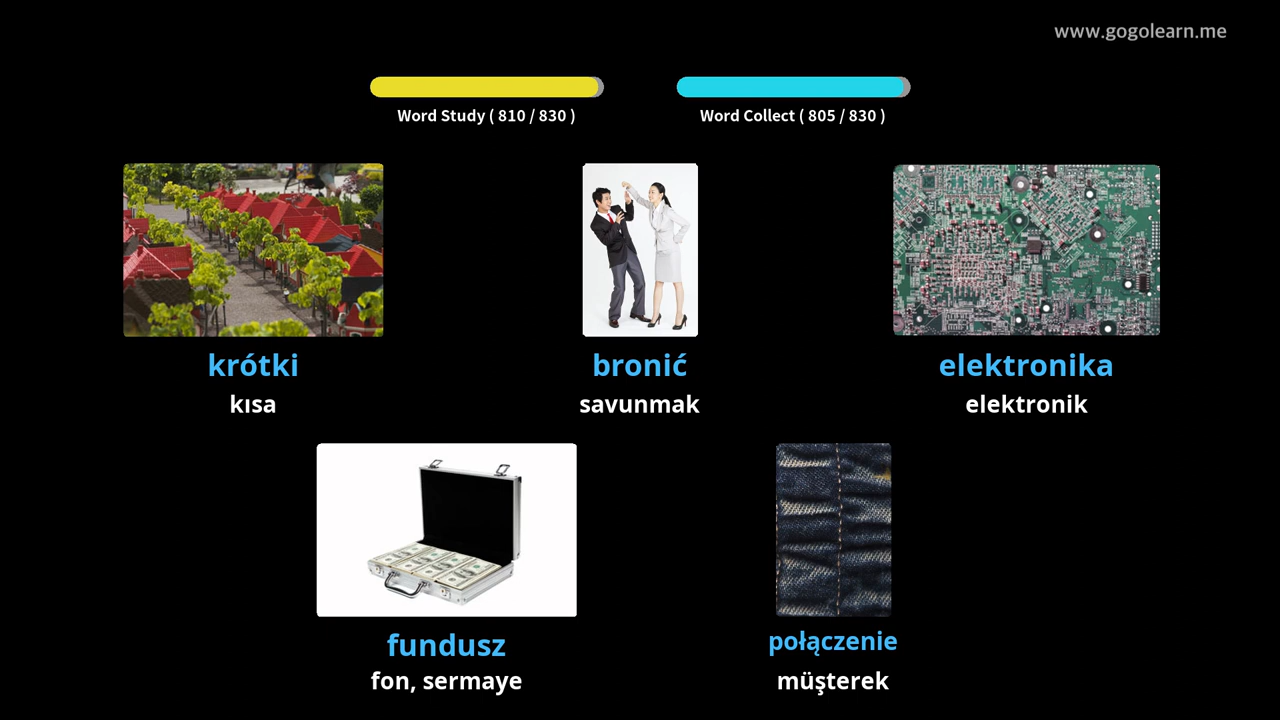 www.gogolearn.me
Word Study ( 810 / 830 )
Word Collect ( 805 / 830 )
krótki
kısa
bronić
savunmak
elektronika
elektronik
fundusz
fon, sermaye
połączenie
müşterek